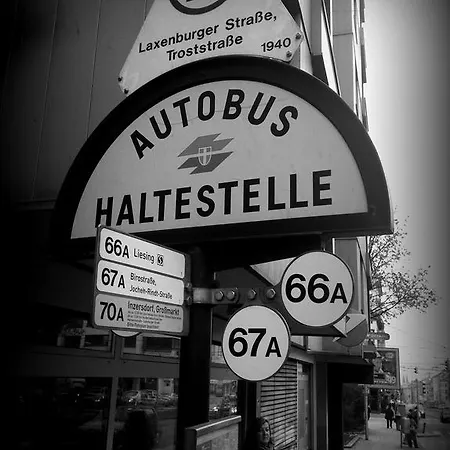 Laxenburger Straße,
Troststraße
1940
AUTOBUS
HALTESTELLE
66A Liesing S
67A Birostraße,
Jochen-Rindt-Straße
70A Inzersdorf, Großmarkt
66A
67A